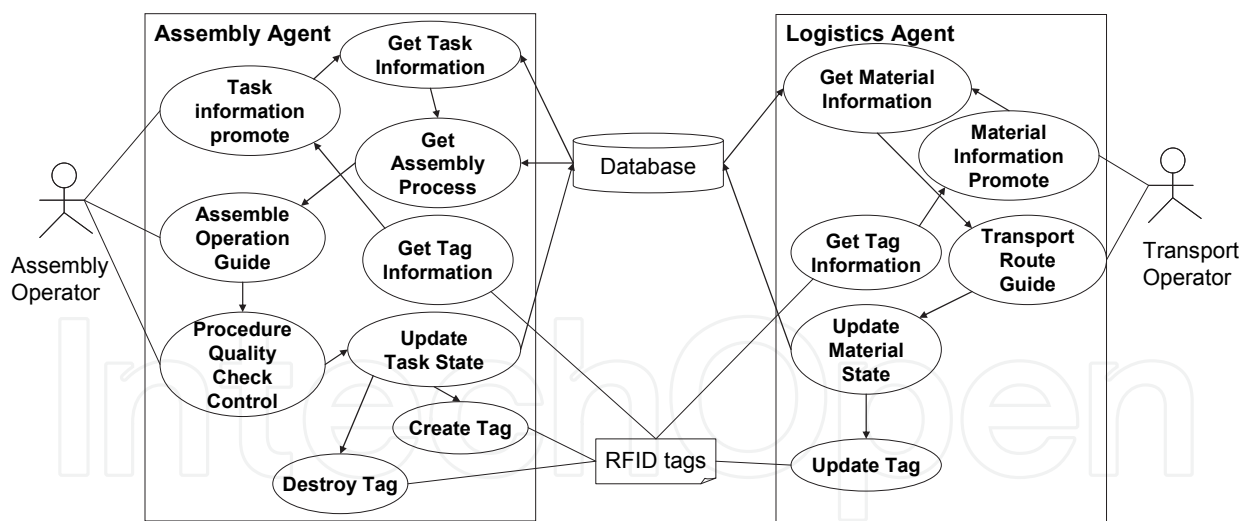 Assembly Agent
Get Task
Information
Task
information
promote
Get
Assembly
Process
Assemble
Operation
Guide
Get Tag
Information
Procedure
Quality
Check
Control
Update
Task State
Create Tag
Destroy Tag
Assembly
Operator
Database
RFID tags
Logistics Agent
Get Material
Information
Material
Information
Promote
Get Tag
Information
Transport
Route
Guide
Update
Material
State
Update Tag
Transport
Operator
IntechOpen